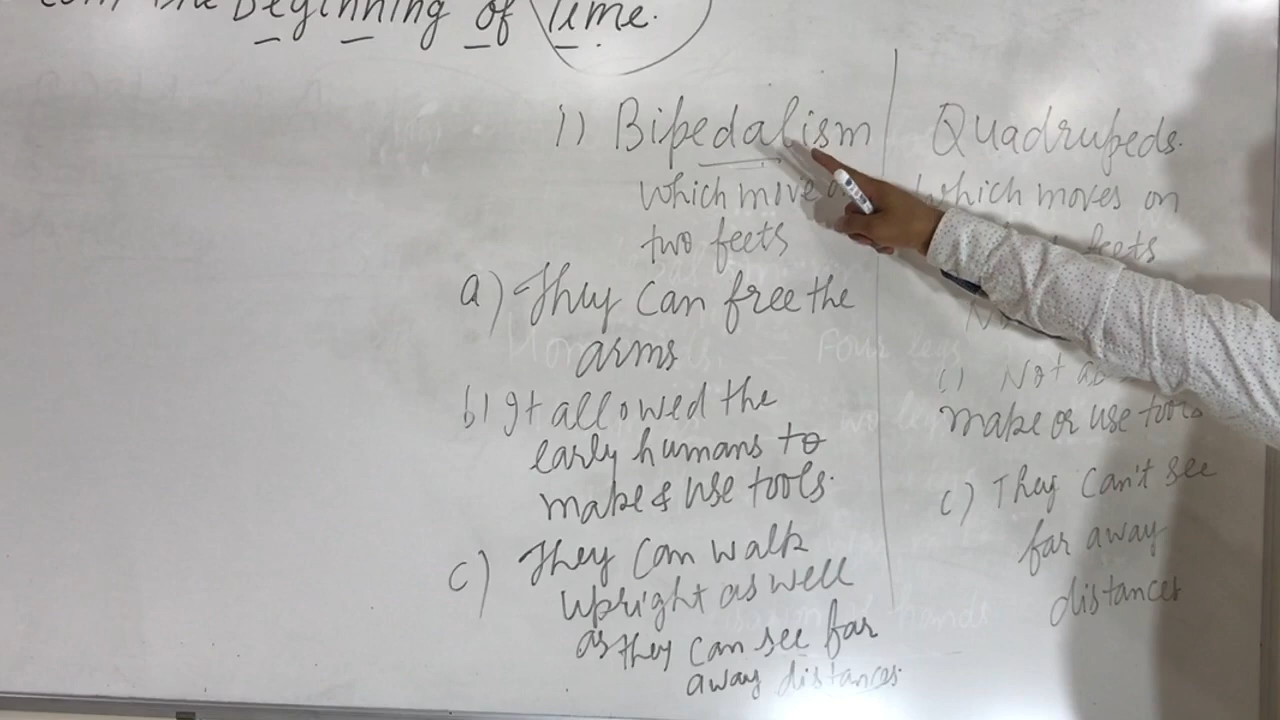 the Beginning of Time.
1) Bipedalism
which move
two feets
a) They can free the
arms
b) It allowed the
early humans to
make & use tools.
c) They can walk
upright as well
as they can see far
away distances.
Quadrupeds.
which moves on
feets
Not
make or use tools
c) They can't see
far away
distances